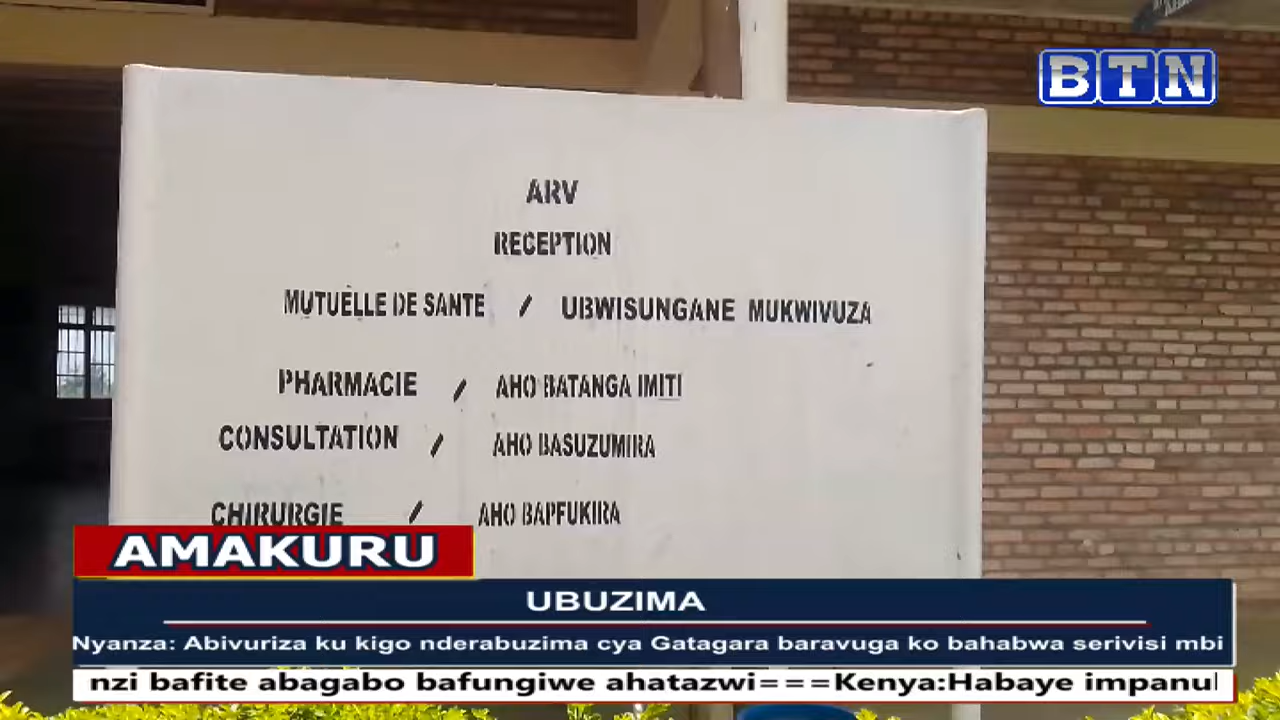 BTN
ARV
RECEPTION
MUTUELLE DE SANTE / UBWISUNGANE MUKWIVUZA
PHARMACIE / AHO BATANGA IMITI
CONSULTATION / AHO BASUZUMIRA
CHIRURGIE / AHO BAPFUKIRA
AMAKURU
UBUZIMA
Nyanza: Abivuriza ku kigo nderabuzima cya Gatagara baravuga ko bahabwa serivisi mbi
nzi bafite abagabo bafungiwe ahatazwi===Kenya:Habaye impanu